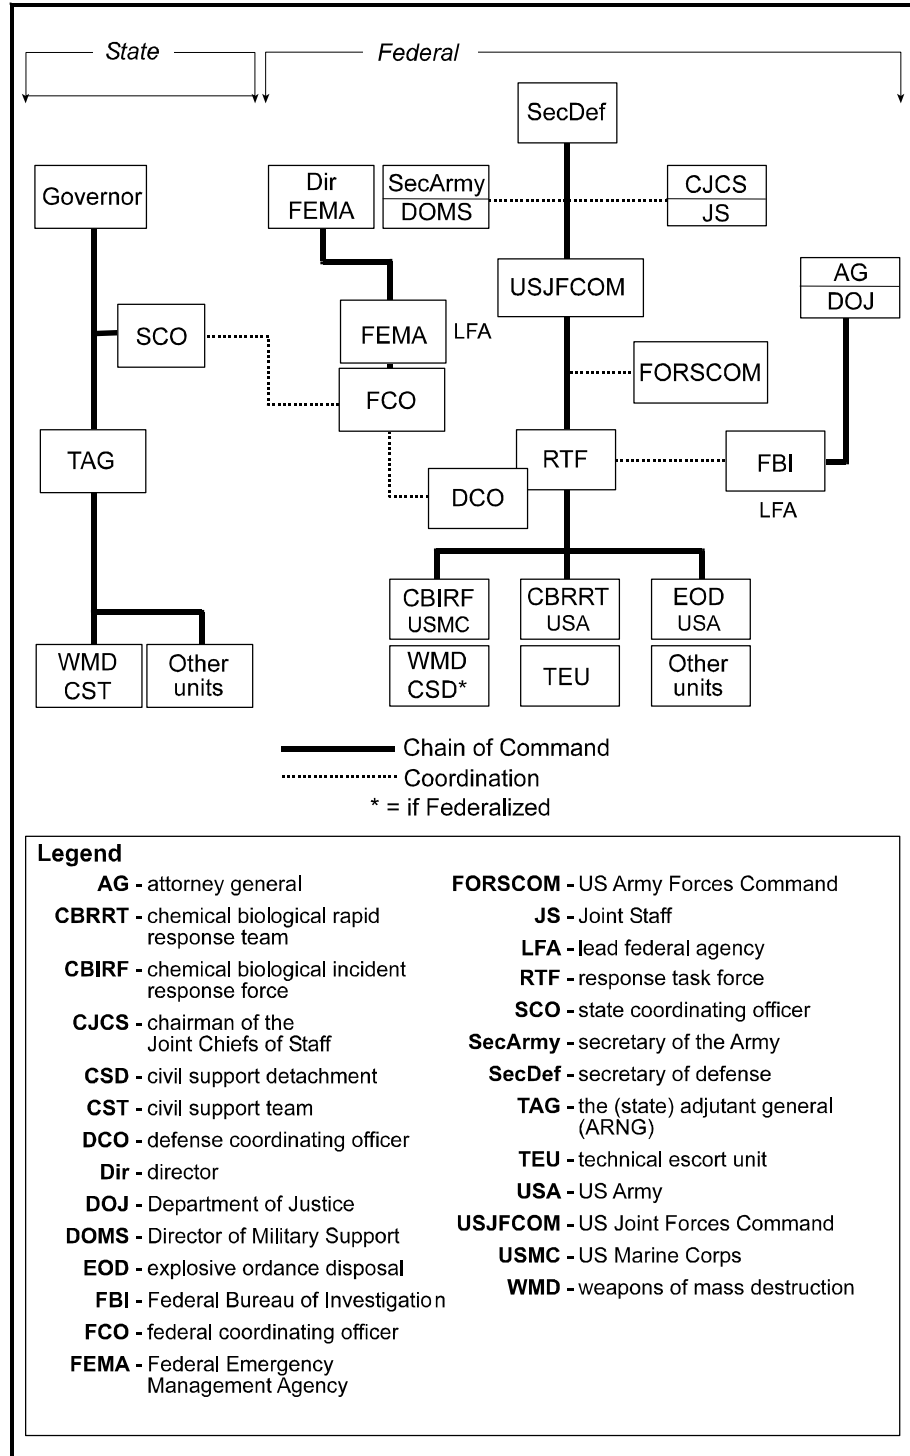 State
Federal
SecDef
Governor
Dir
FEMA
SecArmy
DOMS
CJCS
JS
USJFCOM
AG
DOJ
SCO
FEMA
LFA
FORSCOM
FCO
TAG
RTF
FBI
DCO
LFA
CBIRF
USMC
CBRRT
USA
EOD
USA
WMD
CST
Other
units
WMD
CSD*
TEU
Other
units
Chain of Command
Coordination
* = if Federalized
Legend
AG - attorney general
CBRRT - chemical biological rapid
response team
CBIRF - chemical biological incident
response force
CJCS - chairman of the
Joint Chiefs of Staff
CSD - civil support detachment
CST - civil support team
DCO - defense coordinating officer
Dir - director
DOJ - Department of Justice
DOMS - Director of Military Support
EOD - explosive ordance disposal
FBI - Federal Bureau of Investigation
FCO - federal coordinating officer
FEMA - Federal Emergency
Management Agency
FORSCOM - US Army Forces Command
JS - Joint Staff
LFA - lead federal agency
RTF - response task force
SCO - state coordinating officer
SecArmy - secretary of the Army
SecDef - secretary of defense
TAG - the (state) adjutant general
(ARNG)
TEU - technical escort unit
USA - US Army
USJFCOM - US Joint Forces Command
USMC - US Marine Corps
WMD - weapons of mass destruction